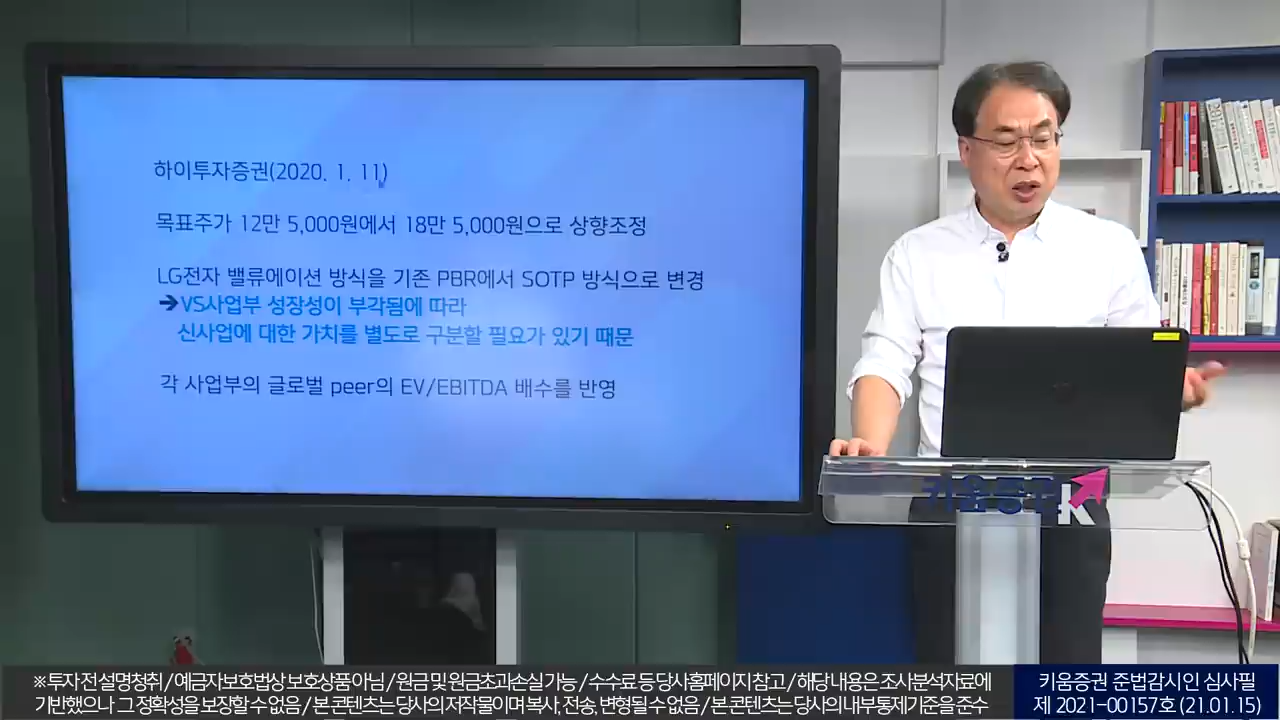 하이투자증권(2020. 1. 11)
목표주가 12만 5,000원에서 18만 5,000원으로 상향조정
LG전자 밸류에이션 방식을 기존 PBR에서 SOTP 방식으로 변경
➔VS사업부 성장성이 부각됨에 따라
신사업에 대한 가치를 별도로 구분할 필요가 있기 때문
각 사업부의 글로벌 peer의 EV/EBITDA 배수를 반영
키움증권
※ 투자 전 설명청취 / 예금자보호법상 보호상품 아님 / 원금 및 원금초과손실 가능 / 수수료 등 당사홈페이지 참고 / 해당 내용은 조사분석자료에
기반했으나 그 정확성을 보장할 수 없음 / 본 콘텐츠는 당사의 저작물이며 복사, 전송, 변형될 수 없음 / 본 콘텐츠는 당사의 내부통제기준을 준수
키움증권 준법감시인 심사필
제 2021-00157호 (21.01.15)